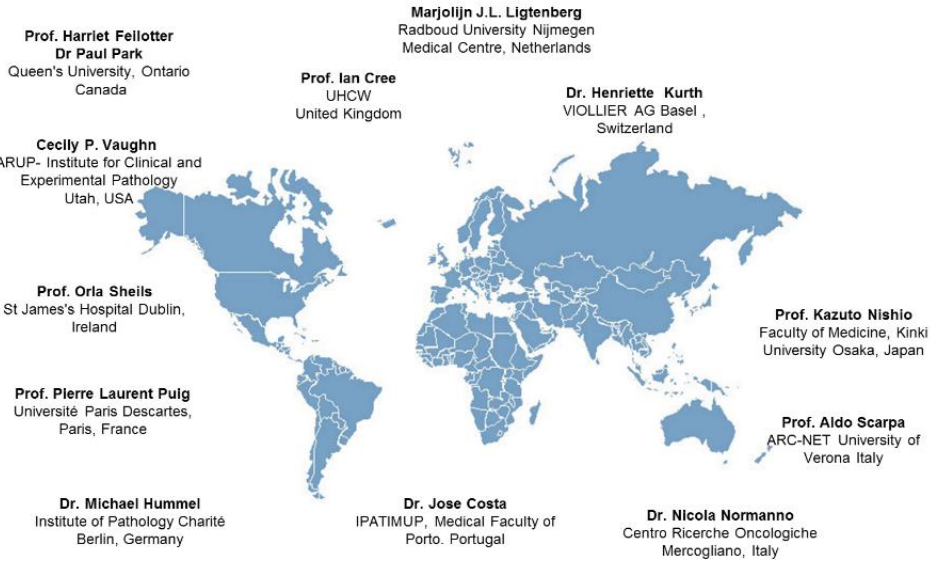 Marjolijn J.L. Ligtenberg
Radboud University Nijmegen
Medical Centre, Netherlands
Prof. Harriet Feilotter
Dr Paul Park
Queen's University, Ontario
Canada
Prof. Ian Cree
UHCW
United Kingdom
Dr. Henriette Kurth
VIOLLIER AG Basel ,
Switzerland
Cecily P. Vaughn
ARUP- Institute for Clinical and
Experimental Pathology
Utah, USA
Prof. Orla Sheils
St James's Hospital Dublin,
Ireland
Prof. Kazuto Nishio
Faculty of Medicine, Kinki
University Osaka, Japan
Prof. Pierre Laurent Puig
Université Paris Descartes,
Paris, France
Prof. Aldo Scarpa
ARC-NET University of
Verona Italy
Dr. Michael Hummel
Institute of Pathology Charité
Berlin, Germany
Dr. Jose Costa
IPATIMUP, Medical Faculty of
Porto. Portugal
Dr. Nicola Normanno
Centro Ricerche Oncologiche
Mercogliano, Italy